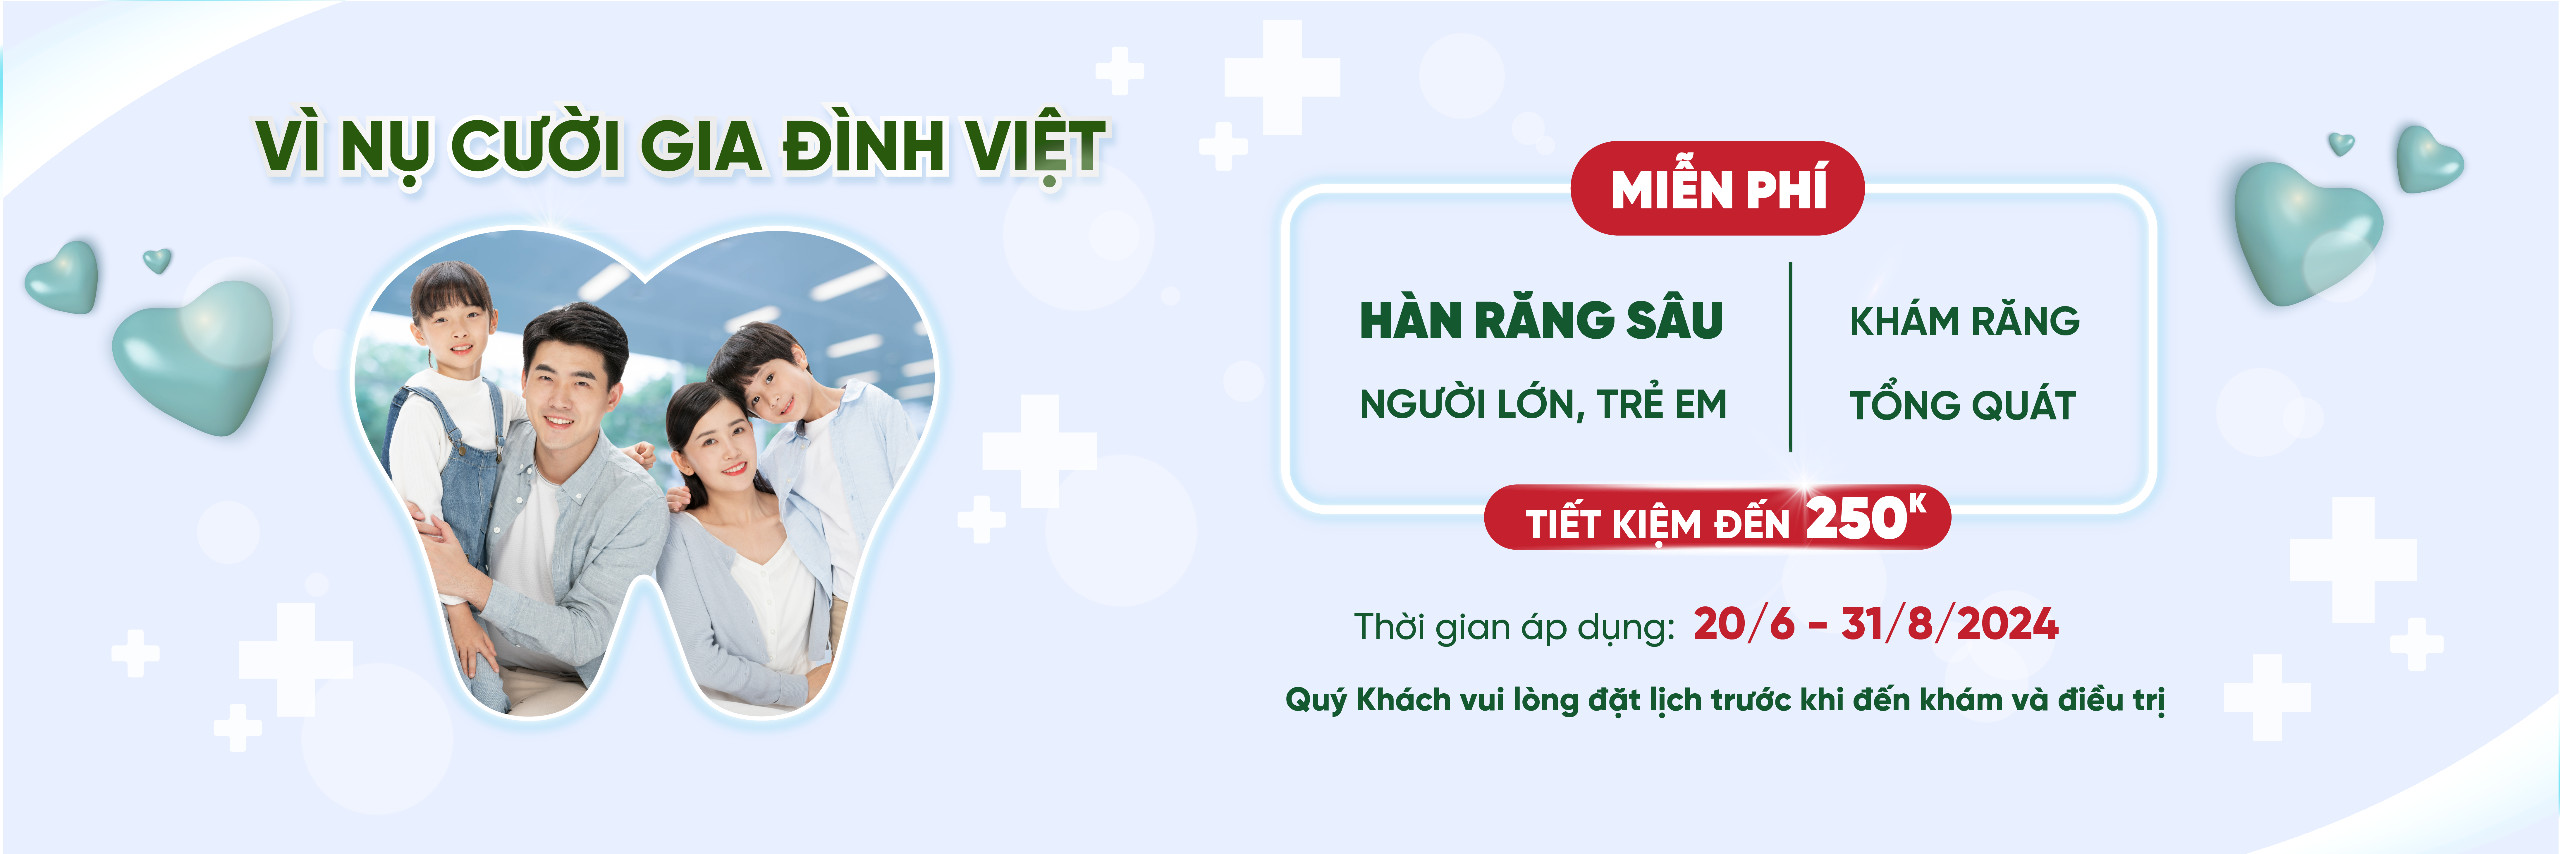 VÌ NỤ CƯỜI GIA ĐÌNH VIỆT
MIỄN PHÍ
HÀN RĂNG SÂU
NGƯỜI LỚN, TRẺ EM
KHÁM RĂNG
TỔNG QUÁT
TIẾT KIỆM ĐẾN 250K
Thời gian áp dụng: 20/6 - 31/8/2024
Quý Khách vui lòng đặt lịch trước khi đến khám và điều trị